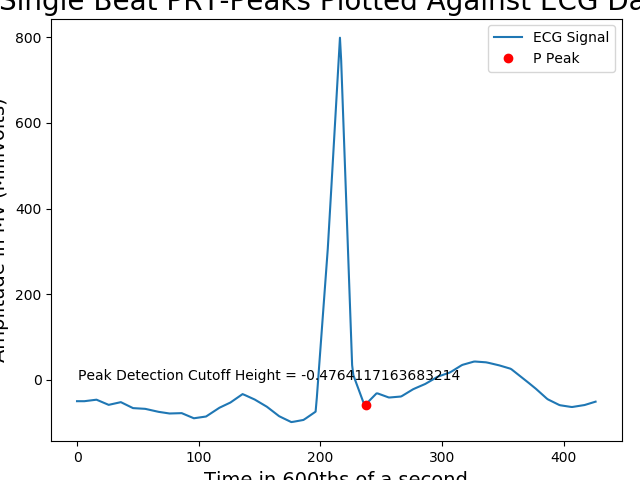 Single Beat PRT-Peaks Plotted Against ECG Da
ECG Signal
P Peak
Amplitude in MV (Millivolts)
800
600
400
200
0
Peak Detection Cutoff Height = -0.4764117163683214
0 100 200 300 400
Time in 600ths of a second